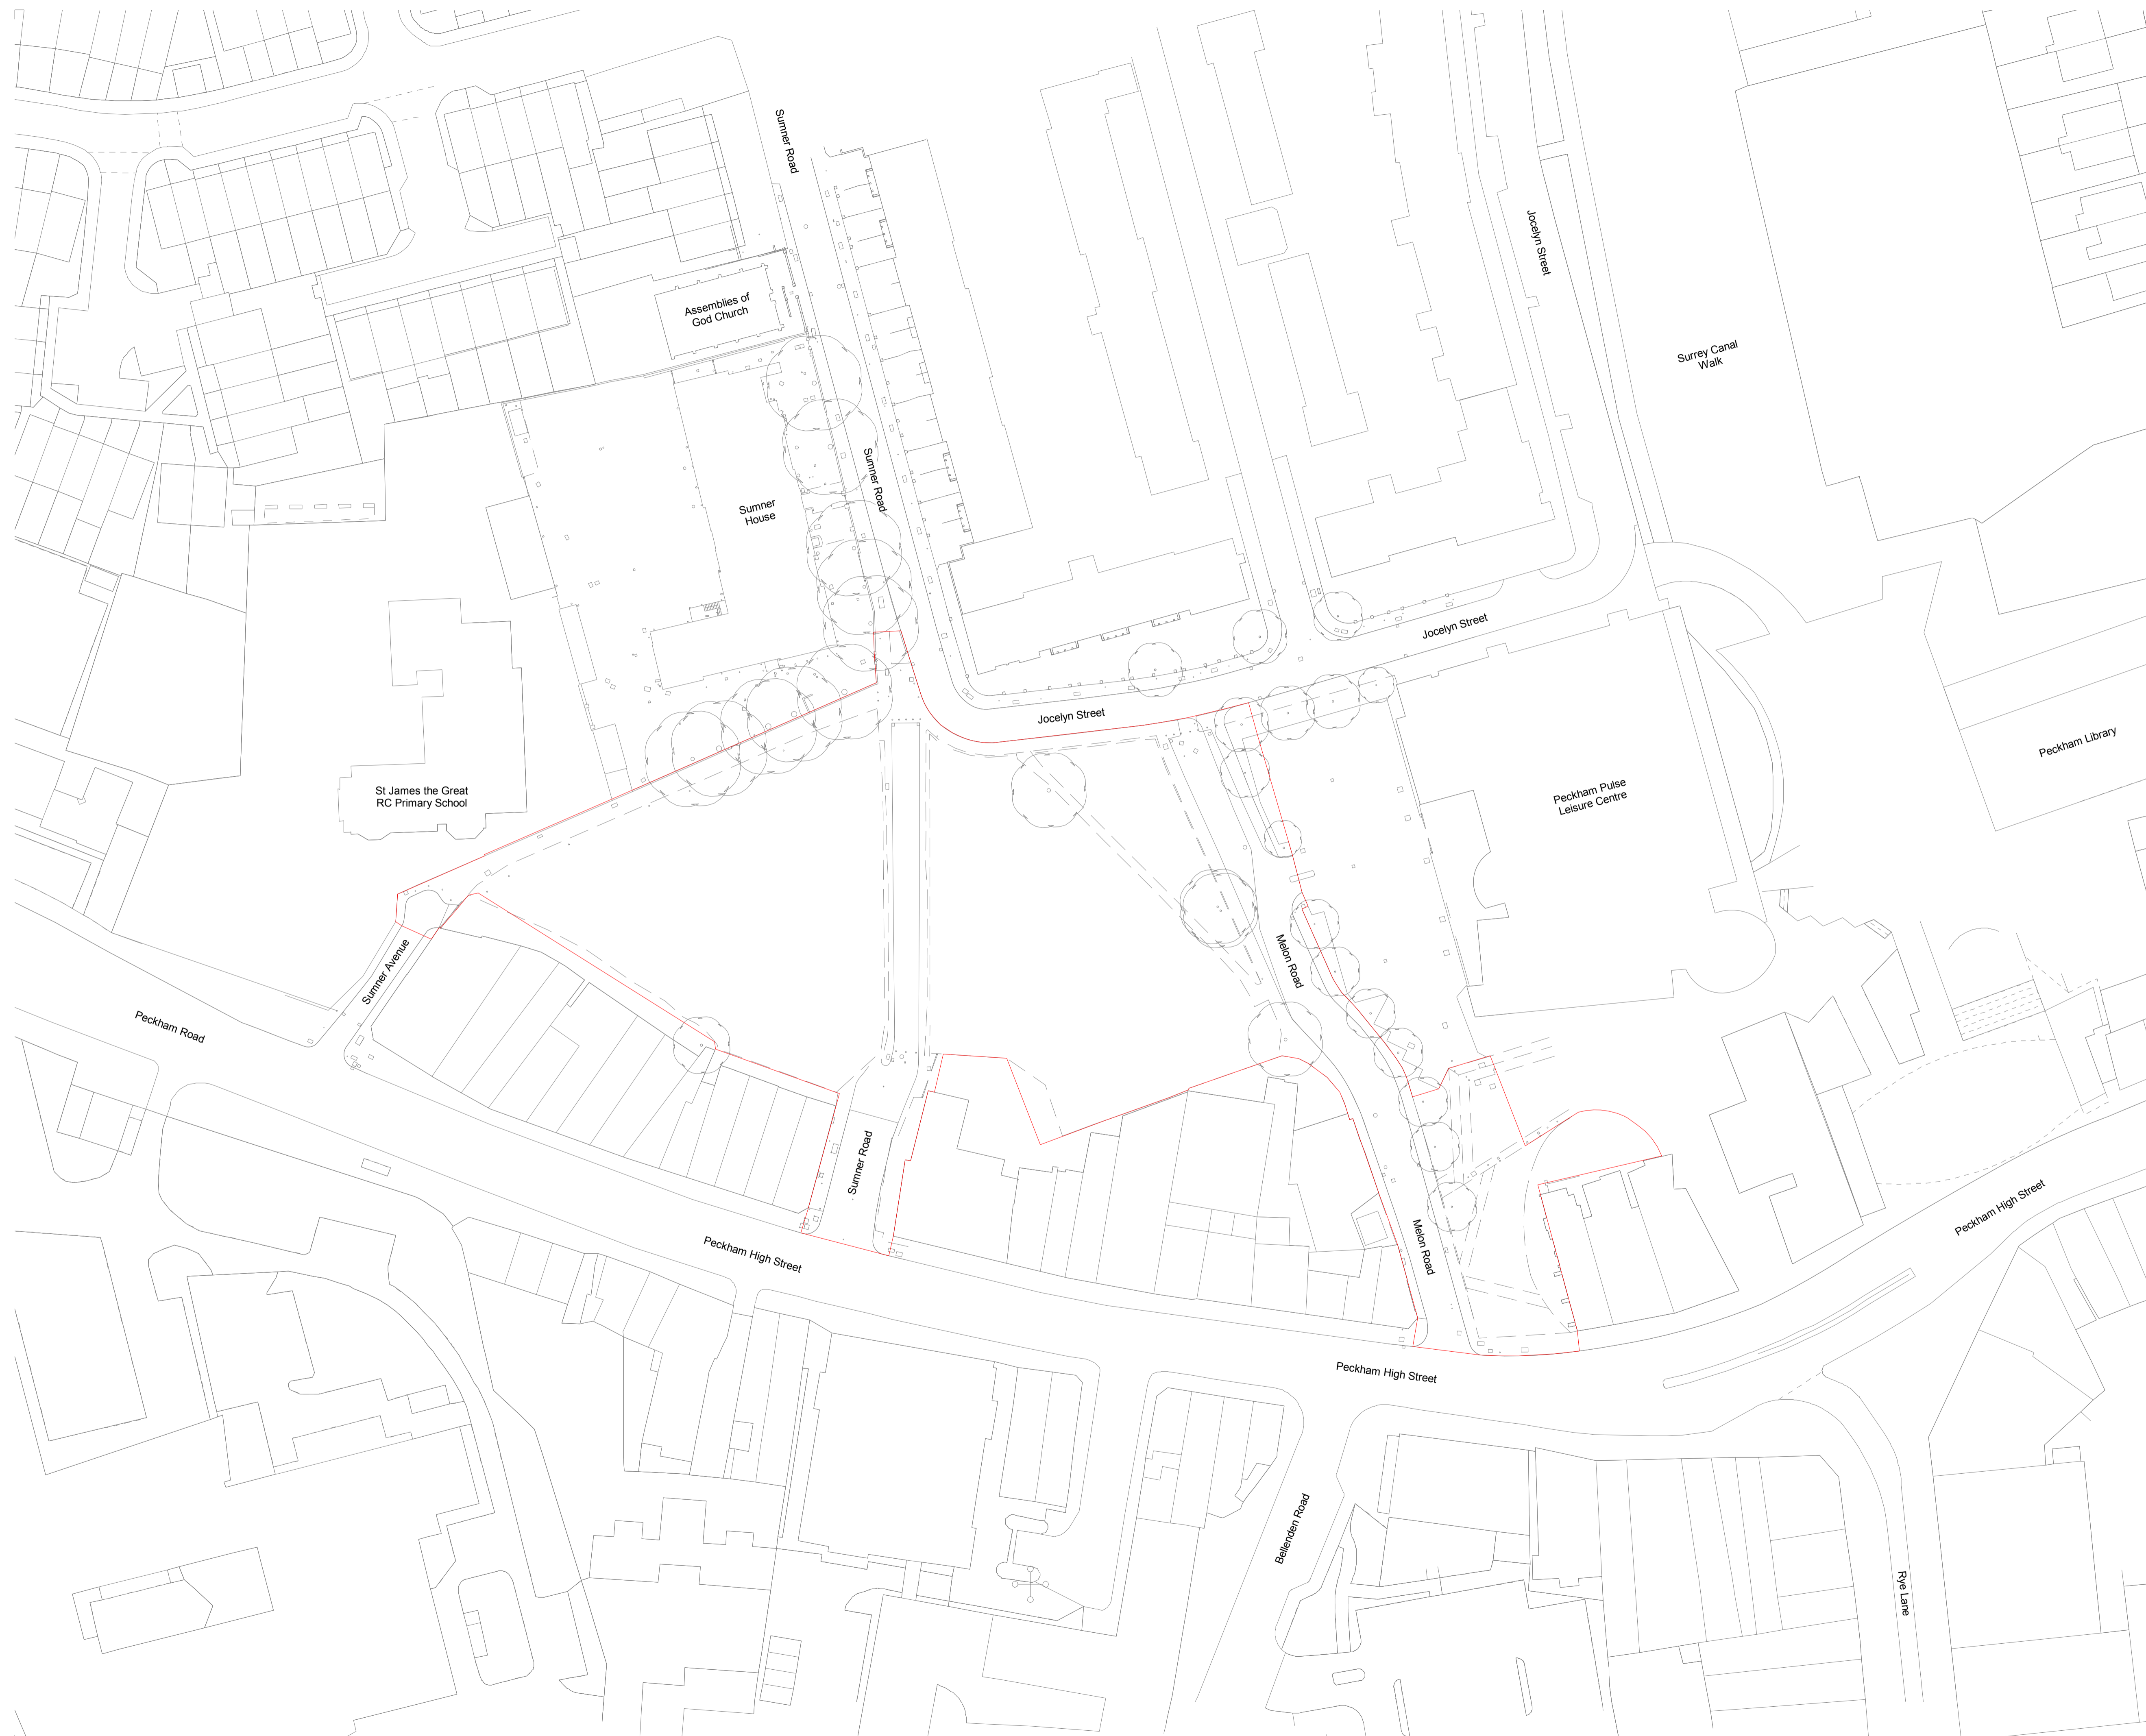 Sumner Road
Jocelyn Street
Assemblies of
God Church
Surrey Canal
Walk
Sumner Road
Sumner
House
Jocelyn Street
Jocelyn Street
Peckham Library
St James the Great
RC Primary School
Peckham Pulse
Leisure Centre
Sumner Avenue
Melon Road
Peckham Road
Sumner Road
Peckham High Street
Peckham High Street
Melon Road
Peckham High Street
Bellenden Road
Rye Lane